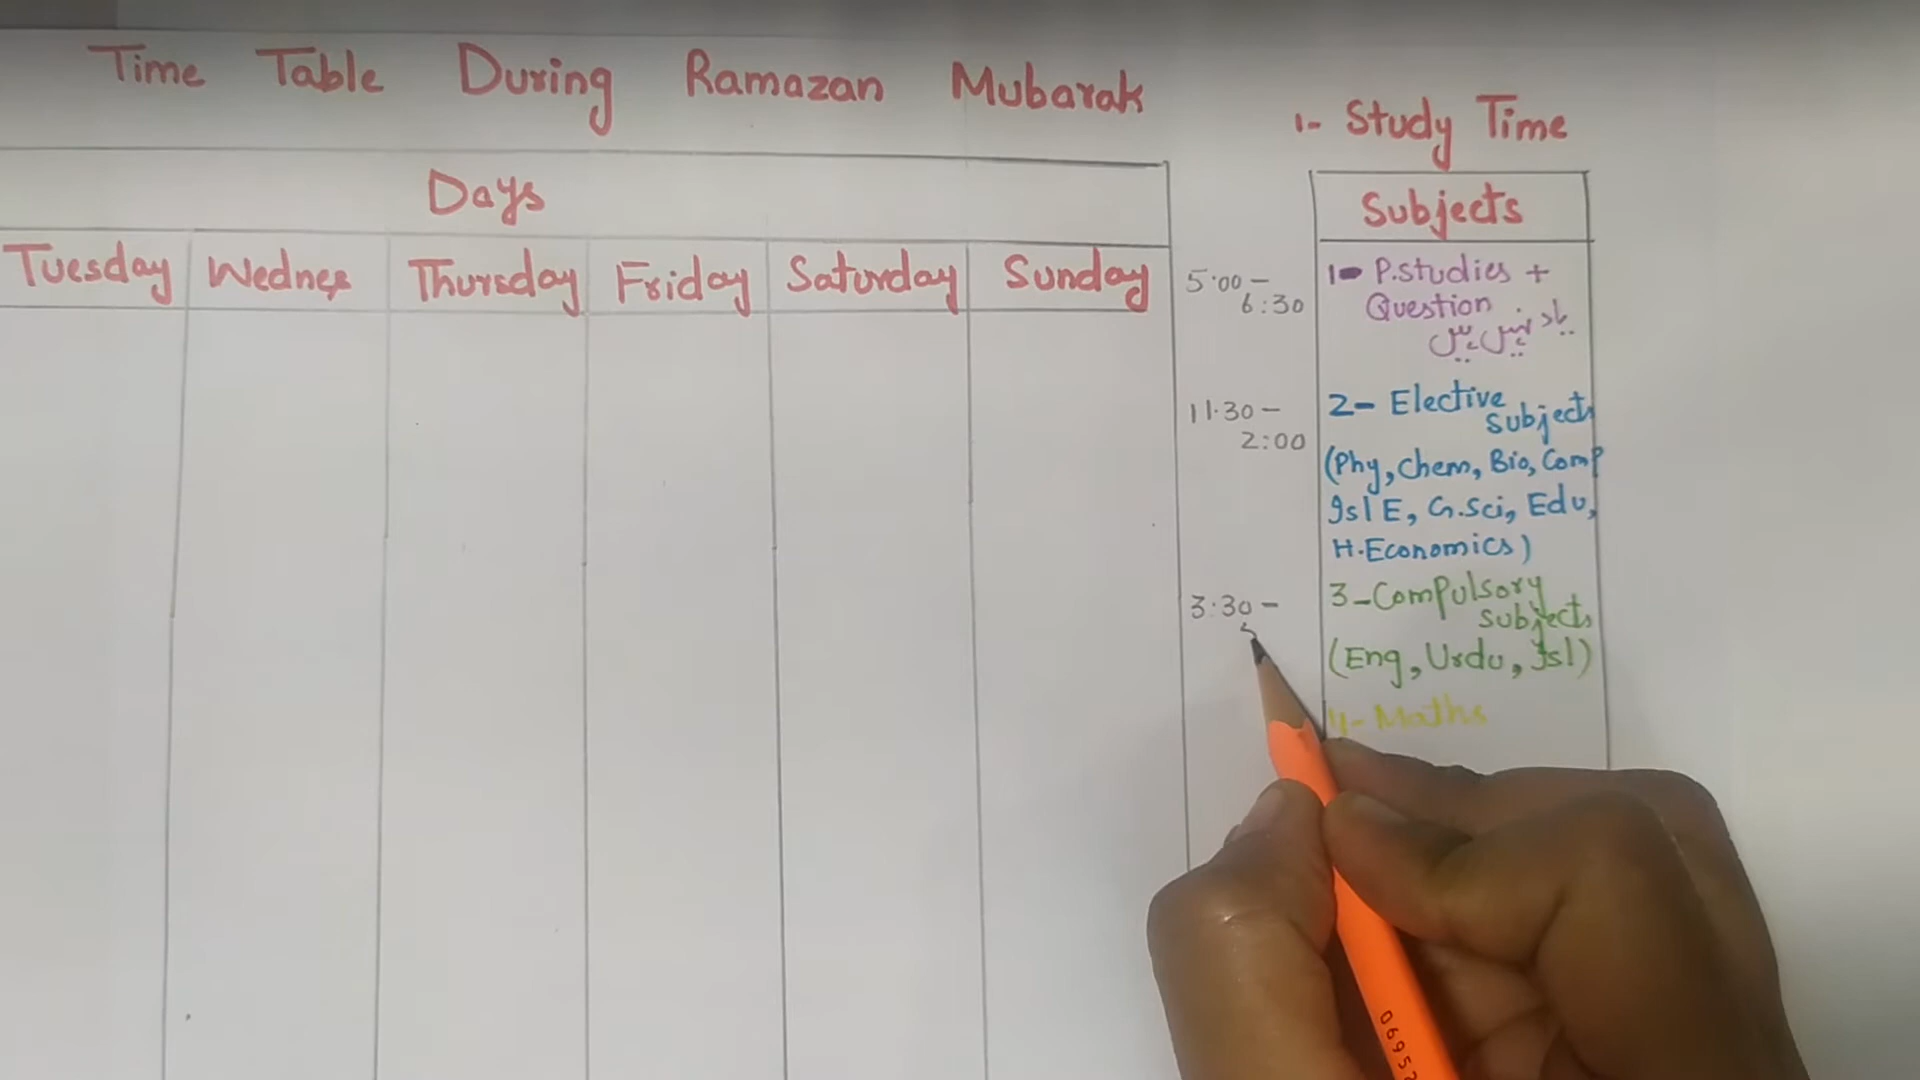 Time Table During Ramazan Mubarak
Days
Tuesday Wednes Thursday Friday Saturday Sunday
1- Study Time
Subjects
5:00 -
6:30
1- P.studies +
Question
11:30 -
2:00
2- Elective
Subjects
(Phy, Chem, Bio, Comp
Isl E, G.Sci, Edu,
H.Economics)
3:30 -
5
3- Compulsory
Subjects
(Eng, Urdu, Isl)
4- Maths
0695